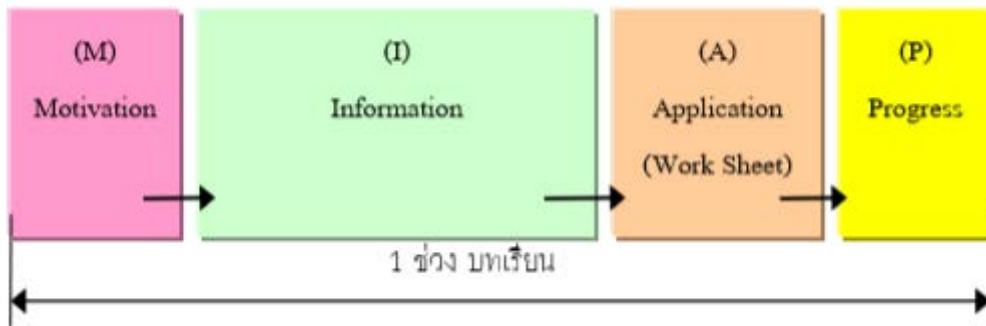 (M)
Motivation
(I)
Information
(A)
Application
(Work Sheet)
(P)
Progress
1 ช่วง บทเรียน